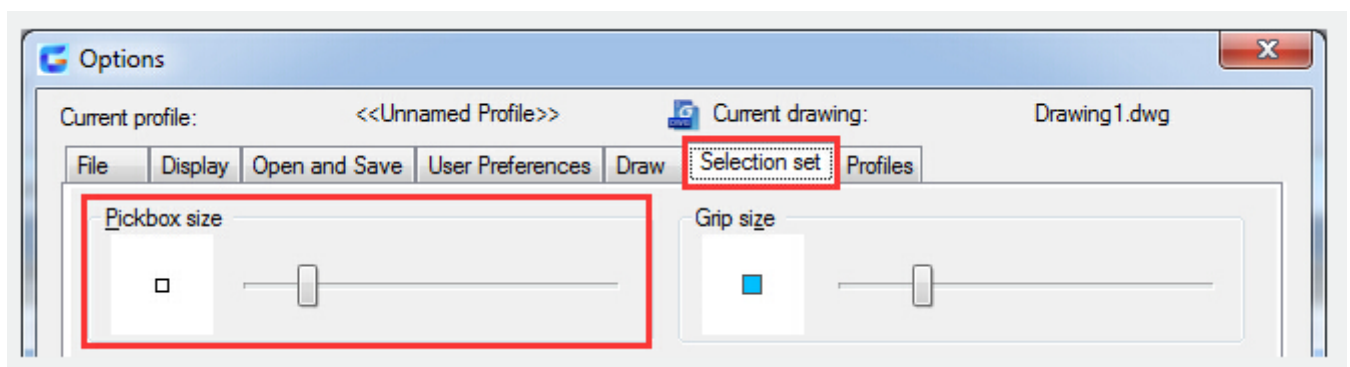 Options
Current profile: <<Unnamed Profile>> Current drawing: Drawing1.dwg
File Display Open and Save User Preferences Draw Selection set Profiles
Pickbox size Grip size